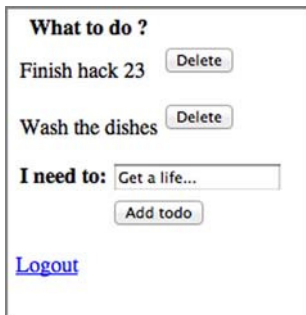 What to do ?
Finish hack 23 Delete
Wash the dishes Delete
I need to: Get a life...
Add todo
Logout